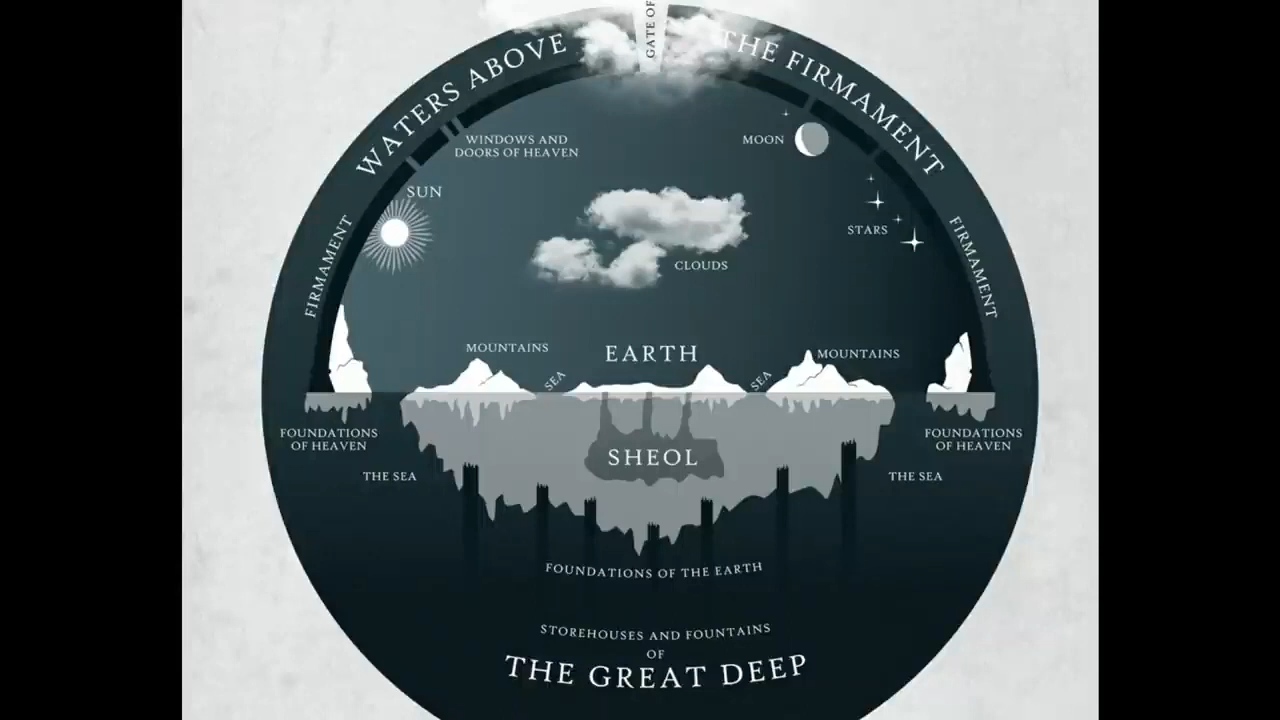 GATE OF
WATERS ABOVE
THE FIRMAMENT
WINDOWS AND
DOORS OF HEAVEN
MOON
SUN
STARS
FIRMAMENT
FIRMAMENT
CLOUDS
MOUNTAINS
EARTH
MOUNTAINS
SEA
SEA
FOUNDATIONS
OF HEAVEN
FOUNDATIONS
OF HEAVEN
SHEOL
THE SEA
THE SEA
FOUNDATIONS OF THE EARTH
STOREHOUSES AND FOUNTAINS
OF
THE GREAT DEEP